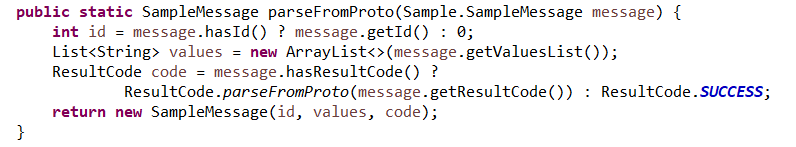 public static SampleMessage parseFromProto(Sample.SampleMessage message) {
    int id = message.hasId() ? message.getId() : 0;
    List<String> values = new ArrayList<>(message.getValuesList());
    ResultCode code = message.hasResultCode() ?
            ResultCode.parseFromProto(message.getResultCode()) : ResultCode.SUCCESS;
    return new SampleMessage(id, values, code);
}